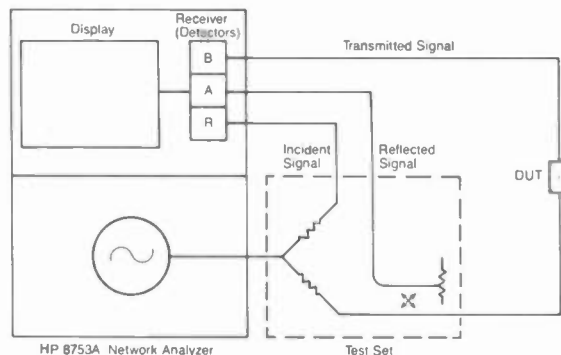 Receiver
(Detectors)
Display
Transmitted Signal
B
A
R
Incident
Signal
Reflected
Signal
DUT
HP 8753A Network Analyzer
Test Set